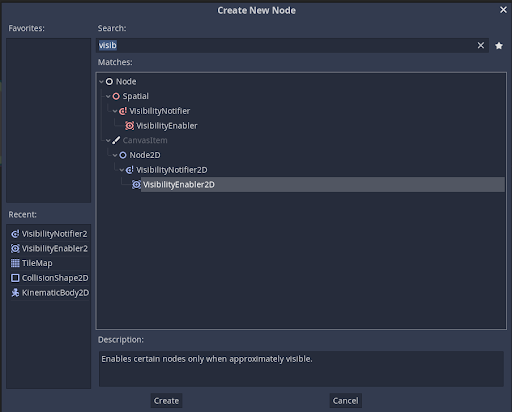 Create New Node
Favorites:
Search:
visib
Matches:
Node
Spatial
VisibilityNotifier
VisibilityEnabler
CanvasItem
Node2D
VisibilityNotifier2D
VisibilityEnabler2D
Recent:
VisibilityNotifier2
VisibilityEnabler2
TileMap
CollisionShape2D
KinematicBody2D
Description:
Enables certain nodes only when approximately visible.
Create
Cancel